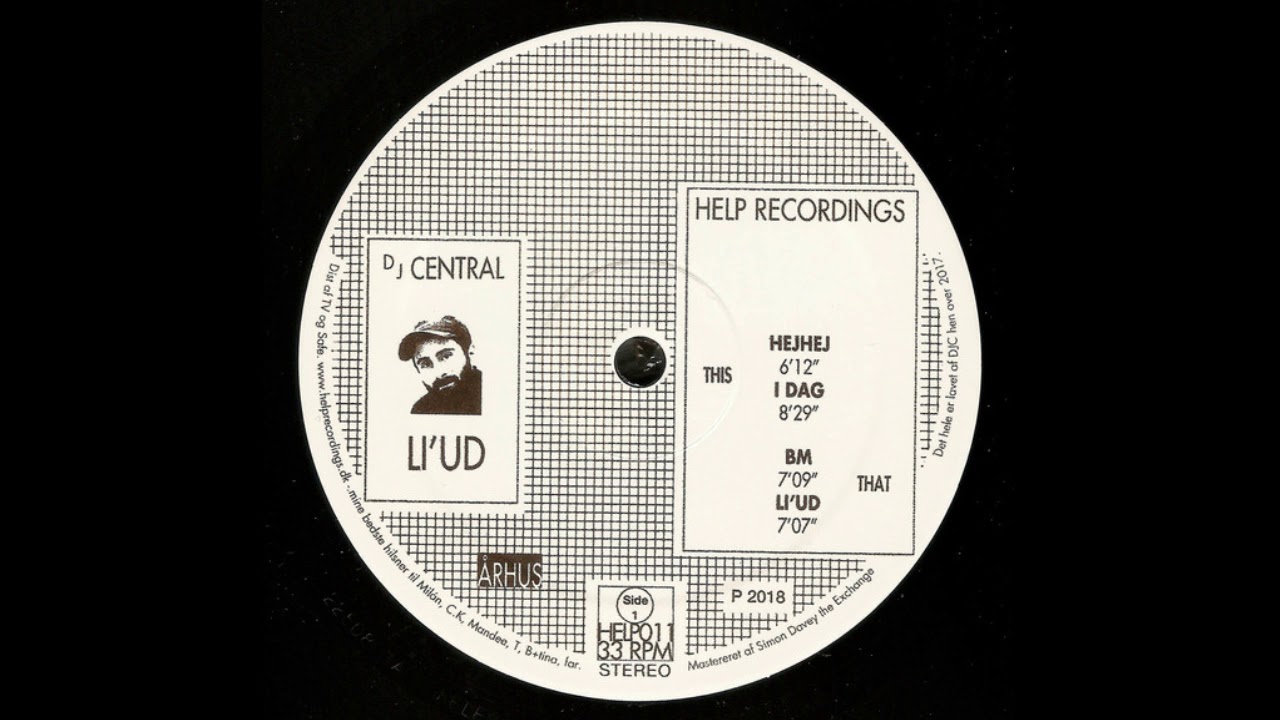 DJ CENTRAL
LI'UD
HELP RECORDINGS
THIS
HEJHEJ
6'12"
I DAG
8'29"
BM
7'09"
THAT
LI'UD
7'07"
ÅRHUS
Side
1
HELP011
33 RPM
STEREO
P 2018
Dist af TV og Safe. www.helprecordings.dk -.mine bedste hilsner til Milán, C.K, Mandee, T, B+tina, far.
Mastereret af Simon Davey the Exchange
Det hele er lavet af DJC hen over 2017.